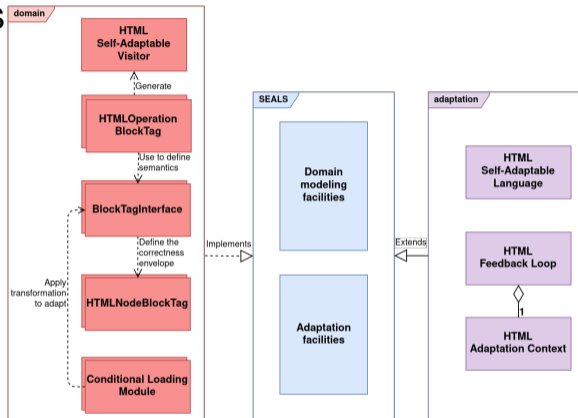 S
domain
HTML
Self-Adaptable
Visitor
Generate
HTMLOperation
BlockTag
Use to define
semantics
BlockTagInterface
Define the
correctness
envelope
Apply
transformation
to adapt
HTMLNodeBlockTag
Conditional Loading
Module
Implements
SEALS
Domain
modeling
facilities
Adaptation
facilities
Extends
adaptation
HTML
Self-Adaptable
Language
HTML
Feedback Loop
1
HTML
Adaptation Context